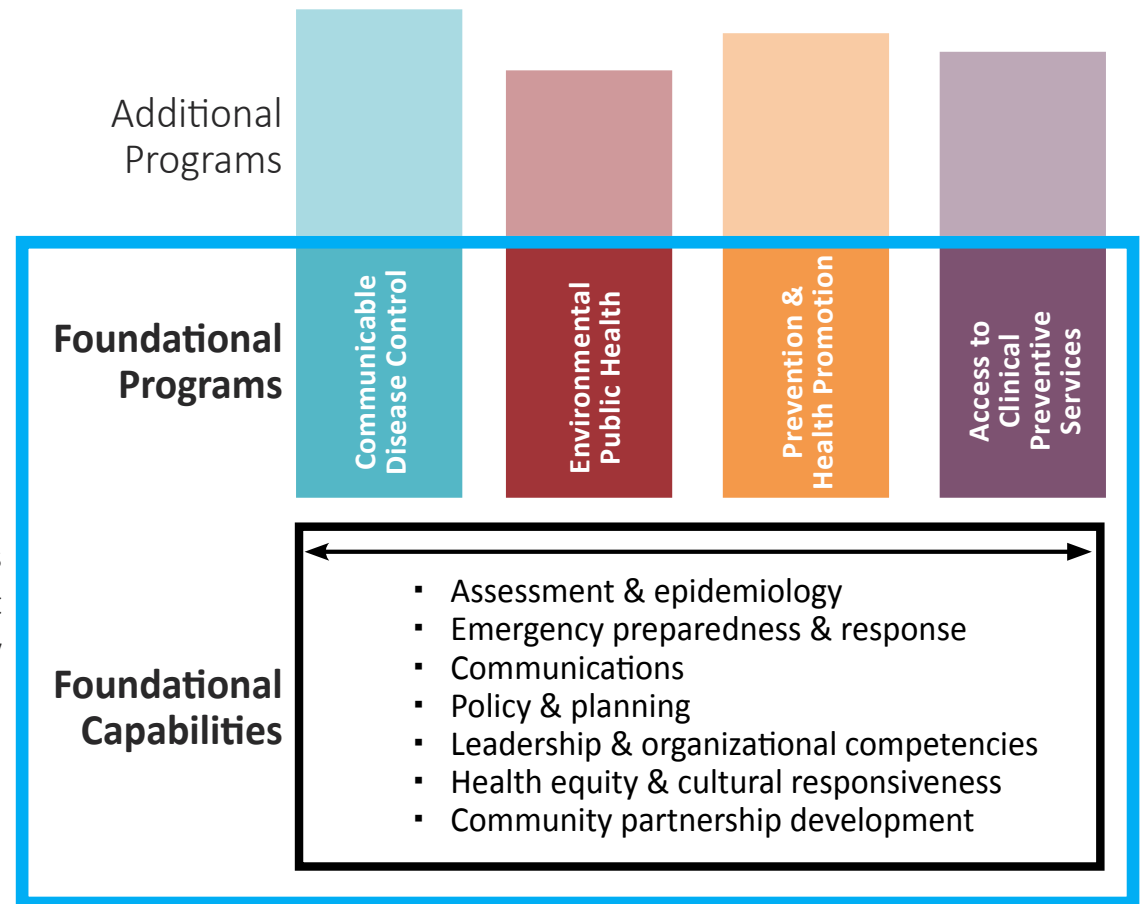 Additional
Programs
Foundational
Programs
Communicable
Disease Control
Environmental
Public Health
Prevention &
Health Promotion
Access to
Clinical
Preventive
Services
Foundational
Capabilities
▪ Assessment & epidemiology
▪ Emergency preparedness & response
▪ Communications
▪ Policy & planning
▪ Leadership & organizational competencies
▪ Health equity & cultural responsiveness
▪ Community partnership development